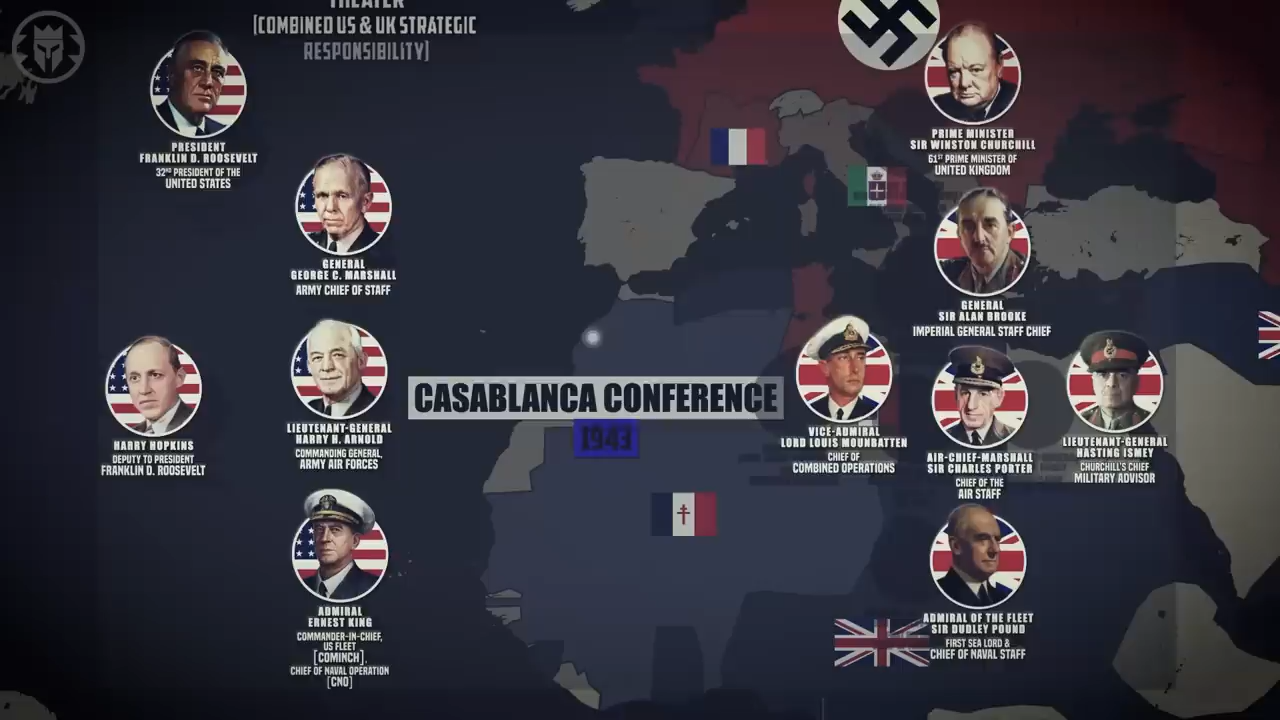 THEATER
[COMBINED US & UK STRATEGIC
RESPONSIBILITY]
PRESIDENT
FRANKLIN D. ROOSEVELT
32ND PRESIDENT OF THE
UNITED STATES
GENERAL
GEORGE C. MARSHALL
ARMY CHIEF OF STAFF
HARRY HOPKINS
DEPUTY TO PRESIDENT
FRANKLIN D. ROOSEVELT
LIEUTENANT-GENERAL
HARRY H. ARNOLD
COMMANDING GENERAL,
ARMY AIR FORCES
ADMIRAL
ERNEST KING
COMMANDER-IN-CHIEF,
US FLEET
[COMINCH],
CHIEF OF NAVAL OPERATION
[CNO]
CASABLANCA CONFERENCE
1943
PRIME MINISTER
SIR WINSTON CHURCHILL
61ST PRIME MINISTER OF
UNITED KINGDOM
GENERAL
SIR ALAN BROOKE
IMPERIAL GENERAL STAFF CHIEF
VICE-ADMIRAL
LORD LOUIS MOUNBATTEN
CHIEF OF
COMBINED OPERATIONS
AIR-CHIEF-MARSHALL
SIR CHARLES PORTER
CHIEF OF THE
AIR STAFF
LIEUTENANT-GENERAL
HASTING ISMEY
CHURCHILL'S CHIEF
MILITARY ADVISOR
ADMIRAL OF THE FLEET
SIR DUDLEY POUND
FIRST SEA LORD &
CHIEF OF NAVAL STAFF